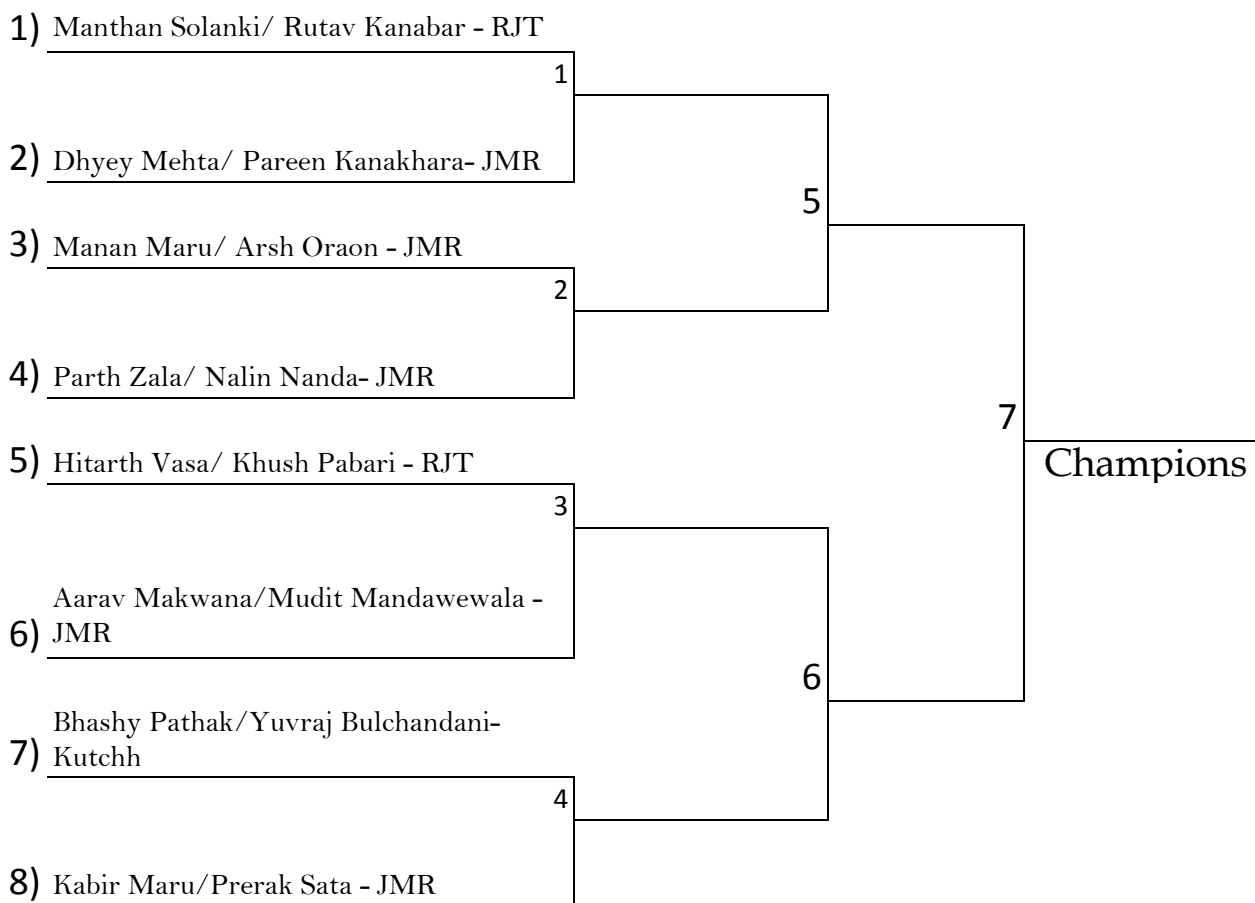 1) Manthan Solanki/ Rutav Kanabar - RJT
1
2) Dhyey Mehta/ Pareen Kanakhara- JMR
5
3) Manan Maru/ Arsh Oraon - JMR
2
4) Parth Zala/ Nalin Nanda- JMR
7
Champions
5) Hitarth Vasa/ Khush Pabari - RJT
3
Aarav Makwana/Mudit Mandawewala -
6) JMR
6
Bhashy Pathak/Yuvraj Bulchandani-
7) Kutchh
4
8) Kabir Maru/Prerak Sata - JMR